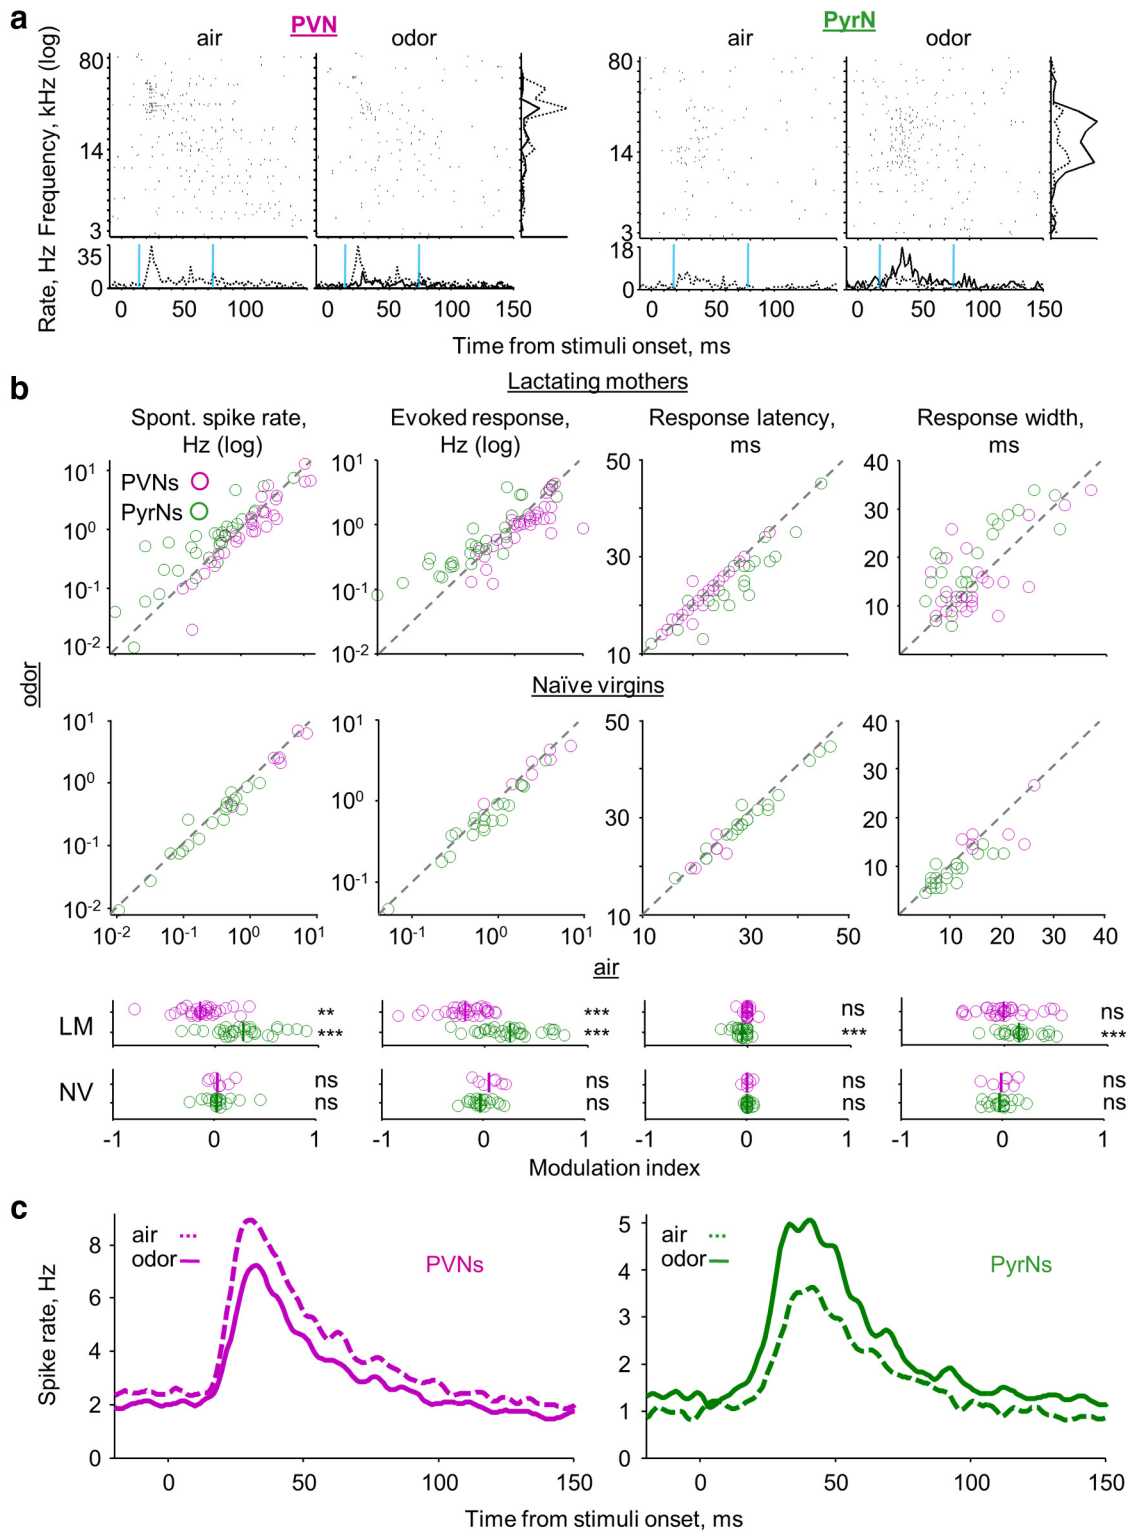 a
PVN
PyrN
air
odor
air
odor
Rate, Hz Frequency, kHz (log)
80
14
3
80
14
3
35
0
18
0
0 50 100
0 50 100 150
0 50 100
0 50 100 150
Time from stimuli onset, ms
b
Lactating mothers
Spont. spike rate, Hz (log)
Evoked response, Hz (log)
Response latency, ms
Response width, ms
PVNs
PyrNs
10¹
10⁰
10⁻¹
10⁻²
10¹
10⁰
10⁻¹
10⁻²
50
30
10
40
30
20
10
odor
Naïve virgins
10¹
10⁰
10⁻¹
10⁻²
10¹
10⁰
10⁻¹
50
30
10
40
30
20
10
10⁻² 10⁻¹ 10⁰ 10¹
10⁻¹ 10⁰ 10¹
10 30 50
0 10 20 30 40
air
LM
**
***
***
***
ns
***
ns
***
NV
ns
ns
ns
ns
ns
ns
ns
ns
-1 0 1
-1 0 1
-1 0 1
-1 0 1
Modulation index
c
Spike rate, Hz
air
odor
PVNs
8
6
4
2
0
0 50 100 150
air
odor
PyrNs
5
4
3
2
1
0
0 50 100 150
Time from stimuli onset, ms